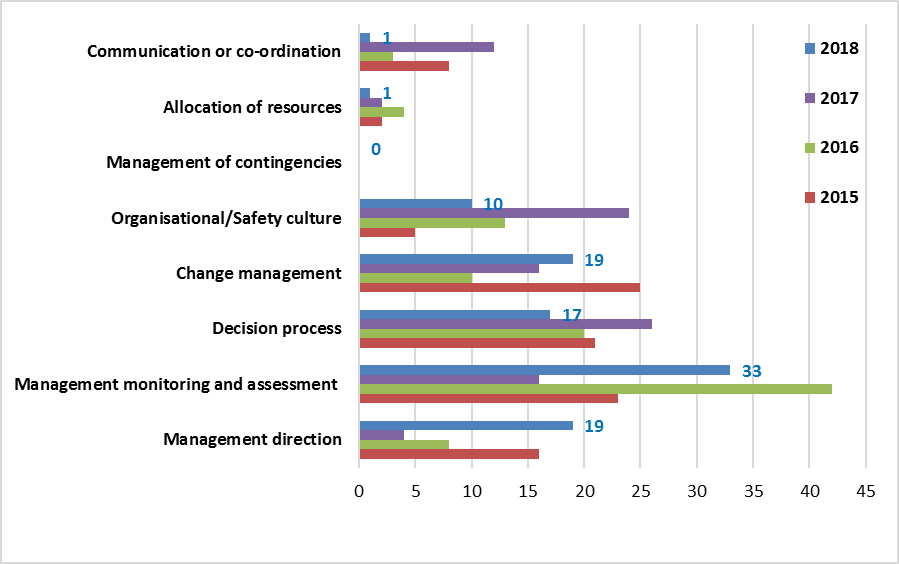 Communication or co-ordination
1
2018
Allocation of resources
1
2017
Management of contingencies
0
2016
Organisational/Safety culture
10
2015
Change management
19
Decision process
17
Management monitoring and assessment
33
Management direction
19
0 5 10 15 20 25 30 35 40 45